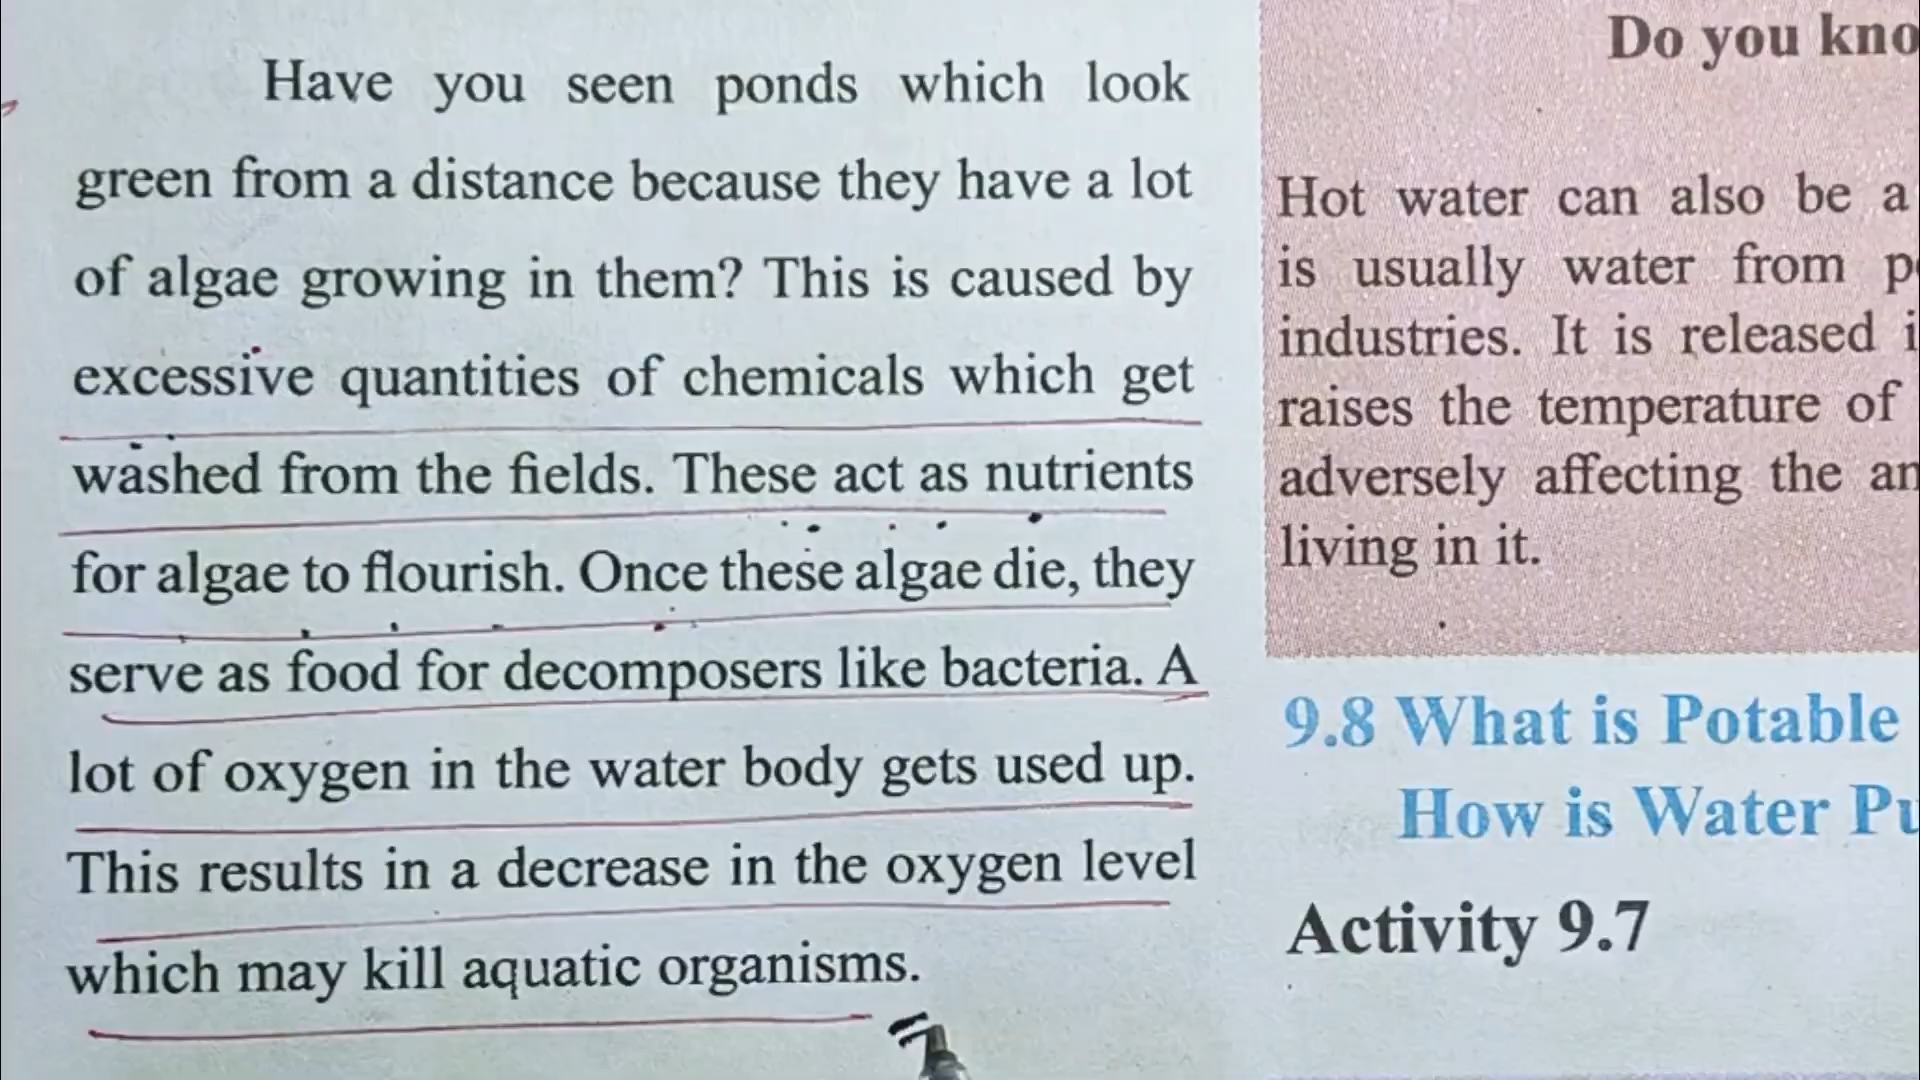 Have you seen ponds which look
green from a distance because they have a lot
of algae growing in them? This is caused by
excessive quantities of chemicals which get
washed from the fields. These act as nutrients
for algae to flourish. Once these algae die, they
serve as food for decomposers like bacteria. A
lot of oxygen in the water body gets used up.
This results in a decrease in the oxygen level
which may kill aquatic organisms.
Do you
Hot water can also be a
is usually water from
industries. It is released
raises the temperature of
adversely affecting the
living in it.
9.8 What is Potable
How is Water
Activity 9.7